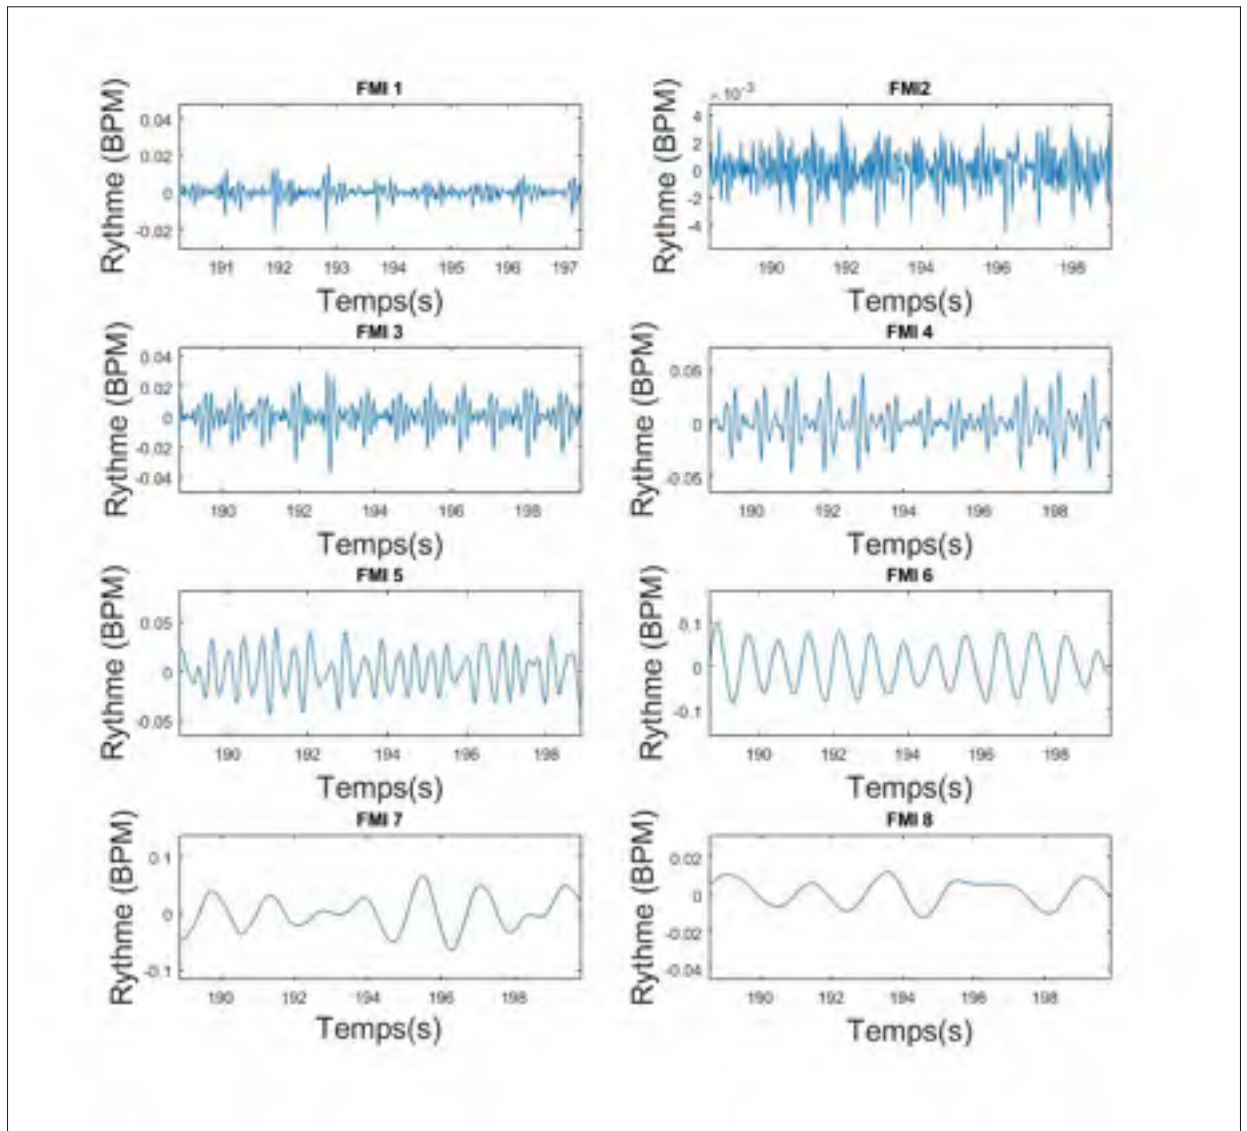 FMI 1
Rythme (BPM)
0.04
0.02
0
-0.02
191 192 193 194 195 196 197
Temps(s)
FMI2
× 10⁻³
Rythme (BPM)
4
2
0
-2
-4
190 192 194 196 198
Temps(s)
FMI 3
Rythme (BPM)
0.04
0.02
0
-0.02
-0.04
190 192 194 196 198
Temps(s)
FMI 4
Rythme (BPM)
0.05
0
-0.05
190 192 194 196 198
Temps(s)
FMI 5
Rythme (BPM)
0.05
0
-0.05
190 192 194 196 198
Temps(s)
FMI 6
Rythme (BPM)
0.1
0
-0.1
190 192 194 196 198
Temps(s)
FMI 7
Rythme (BPM)
0.1
0
-0.1
190 192 194 196 198
Temps(s)
FMI 8
Rythme (BPM)
0.02
0
-0.02
-0.04
190 192 194 196 198
Temps(s)